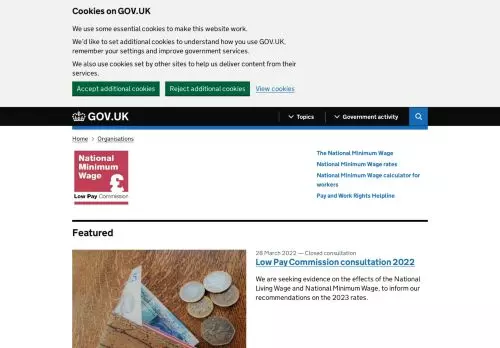 Cookies on GOV.UK
We use some essential cookies to make this website work.
We'd like to set additional cookies to understand how you use GOV.UK,
remember your settings and improve government services.
We also use cookies set by other sites to help us deliver content from their
services.
Accept additional cookies
Reject additional cookies
View cookies
GOV.UK
Topics
Government activity
Home > Organisations
National
Minimum
Wage
£
Low Pay Commission
The National Minimum Wage
National Minimum Wage rates
National Minimum Wage calculator for
workers
Pay and Work Rights Helpline
Featured
28 March 2022 — Closed consultation
Low Pay Commission consultation 2022
We are seeking evidence on the effects of the National
Living Wage and National Minimum Wage, to inform our
recommendations on the 2023 rates.